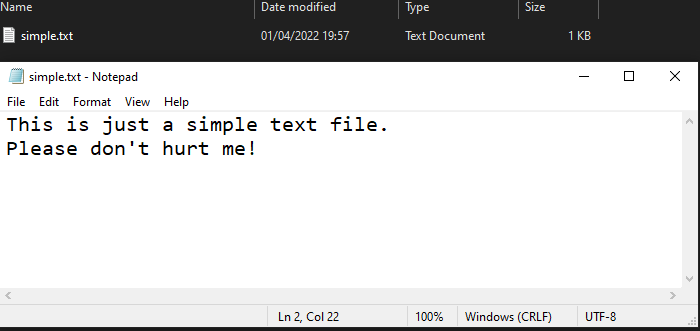 Name Date modified Type Size
simple.txt 01/04/2022 19:57 Text Document 1 KB
simple.txt - Notepad
File Edit Format View Help
This is just a simple text file.
Please don't hurt me!
Ln 2, Col 22 100% Windows (CRLF) UTF-8